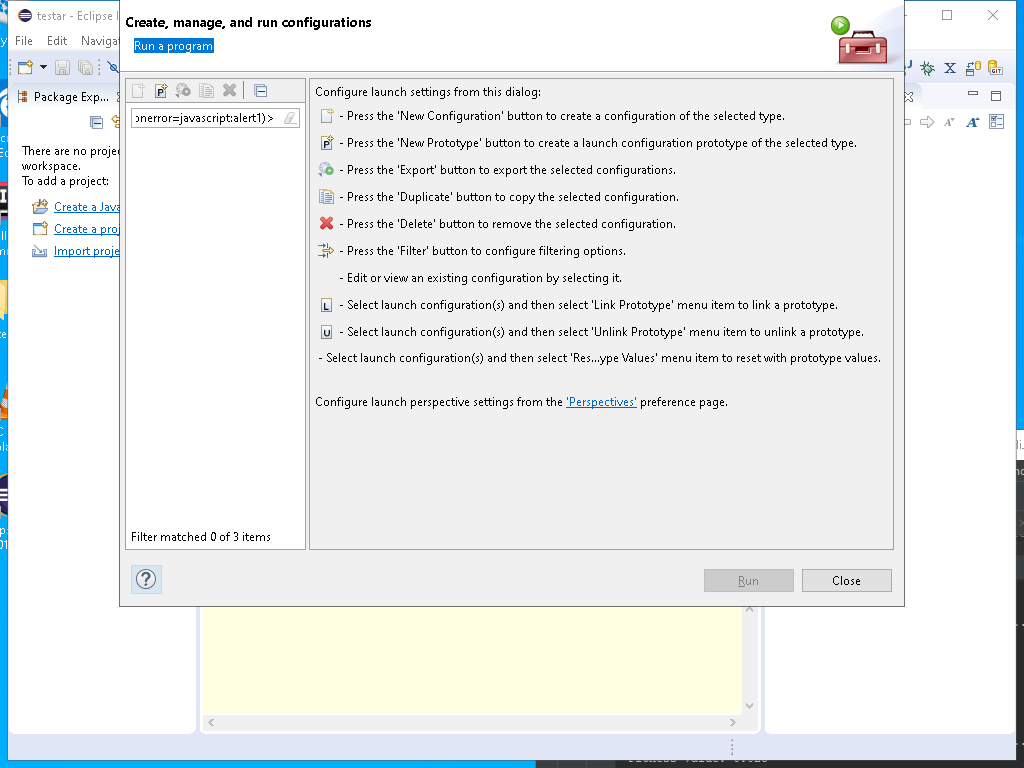 testar - Eclipse
File Edit Naviga
Create, manage, and run configurations
Run a program
Package Exp...
There are no proje
workspace.
To add a project:
Create a Java
Create a proj
Import proje
onerror=javascript:alert1)>
Filter matched 0 of 3 items
Configure launch settings from this dialog:
- Press the 'New Configuration' button to create a configuration of the selected type.
- Press the 'New Prototype' button to create a launch configuration prototype of the selected type.
- Press the 'Export' button to export the selected configurations.
- Press the 'Duplicate' button to copy the selected configuration.
- Press the 'Delete' button to remove the selected configuration.
- Press the 'Filter' button to configure filtering options.
- Edit or view an existing configuration by selecting it.
- Select launch configuration(s) and then select 'Link Prototype' menu item to link a prototype.
- Select launch configuration(s) and then select 'Unlink Prototype' menu item to unlink a prototype.
- Select launch configuration(s) and then select 'Res...ype Values' menu item to reset with prototype values.
Configure launch perspective settings from the 'Perspectives' preference page.
Run
Close